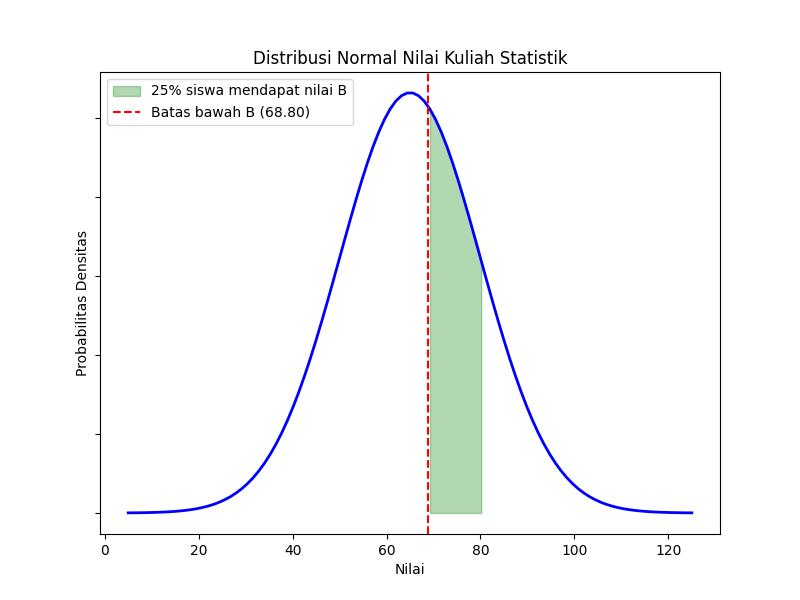 Distribusi Normal Nilai Kuliah Statistik
25% siswa mendapat nilai B
Batas bawah B (68.80)
Probabilitas Densitas
0 20 40 60 80 100 120
Nilai